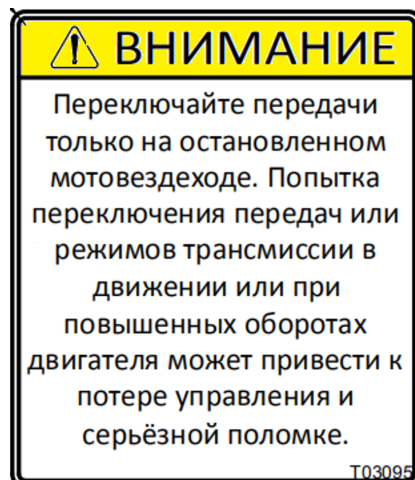 ВНИМАНИЕ
Переключайте передачи
только на остановленном
мотовездеходе. Попытка
переключения передач или
режимов трансмиссии в
движении или при
повышенных оборотах
двигателя может привести к
потере управления и
серьёзной поломке.
T03095